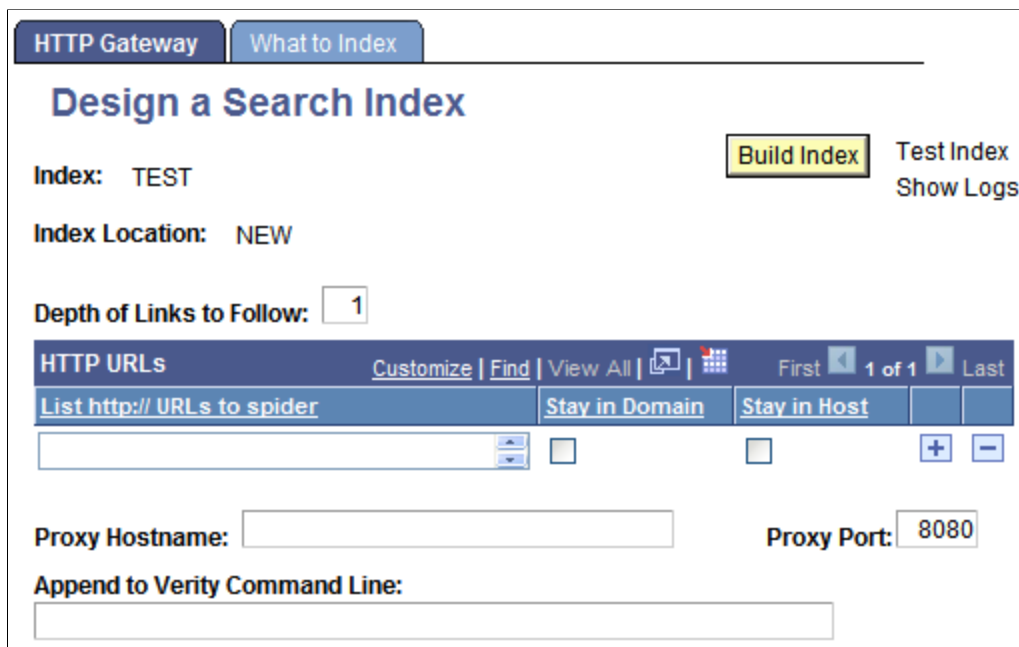 HTTP Gateway What to Index
Design a Search Index
Build Index Test Index
Index: TEST
Show Logs
Index Location: NEW
Depth of Links to Follow: 1
HTTP URLs Customize | Find | View All | | First 1 of 1 Last
List http:// URLs to spider Stay in Domain Stay in Host
Proxy Hostname: Proxy Port: 8080
Append to Verity Command Line: